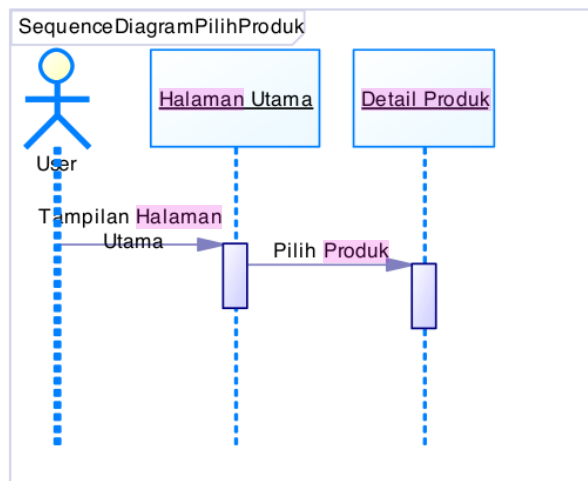 SequenceDiagramPilihProduk
Halaman Utama
Detail Produk
User
Tampilan Halaman
Utama
Pilih Produk